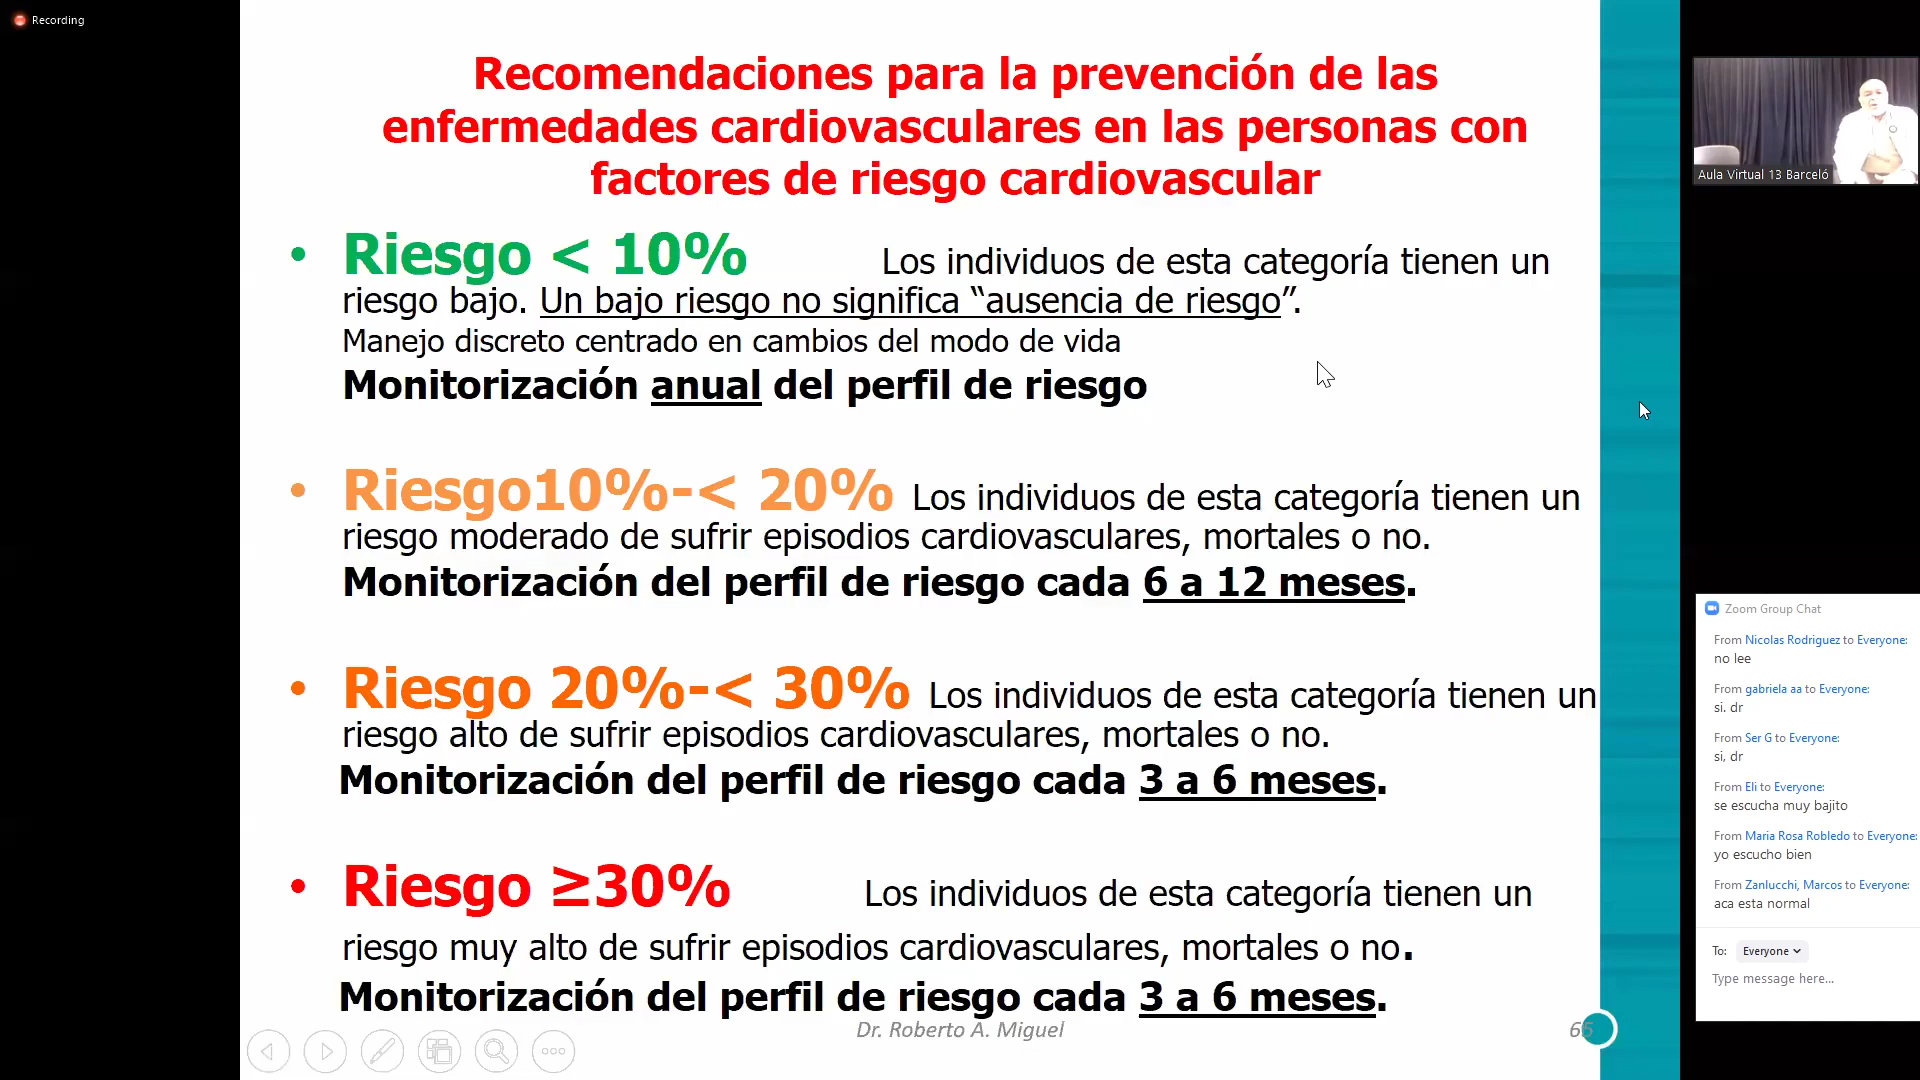 Recording
Recomendaciones para la prevención de las
enfermedades cardiovasculares en las personas con
factores de riesgo cardiovascular
• Riesgo < 10% Los individuos de esta categoría tienen un
riesgo bajo. Un bajo riesgo no significa “ausencia de riesgo”.
Manejo discreto centrado en cambios del modo de vida
Monitorización anual del perfil de riesgo
• Riesgo10%-< 20% Los individuos de esta categoría tienen un
riesgo moderado de sufrir episodios cardiovasculares, mortales o no.
Monitorización del perfil de riesgo cada 6 a 12 meses.
• Riesgo 20%-< 30% Los individuos de esta categoría tienen un
riesgo alto de sufrir episodios cardiovasculares, mortales o no.
Monitorización del perfil de riesgo cada 3 a 6 meses.
• Riesgo ≥30% Los individuos de esta categoría tienen un
riesgo muy alto de sufrir episodios cardiovasculares, mortales o no.
Monitorización del perfil de riesgo cada 3 a 6 meses.
Dr. Roberto A. Miguel
Aula Virtual 13 Barceló
Zoom Group Chat
From Nicolas Rodriguez to Everyone:
no lee
From gabriela aa to Everyone:
si. dr
From Ser G to Everyone:
si, dr
From Eli to Everyone:
se escucha muy bajito
From Maria Rosa Robledo to Everyone:
yo escucho bien
From Zanlucchi, Marcos to Everyone:
aca esta normal
To: Everyone
Type message here...